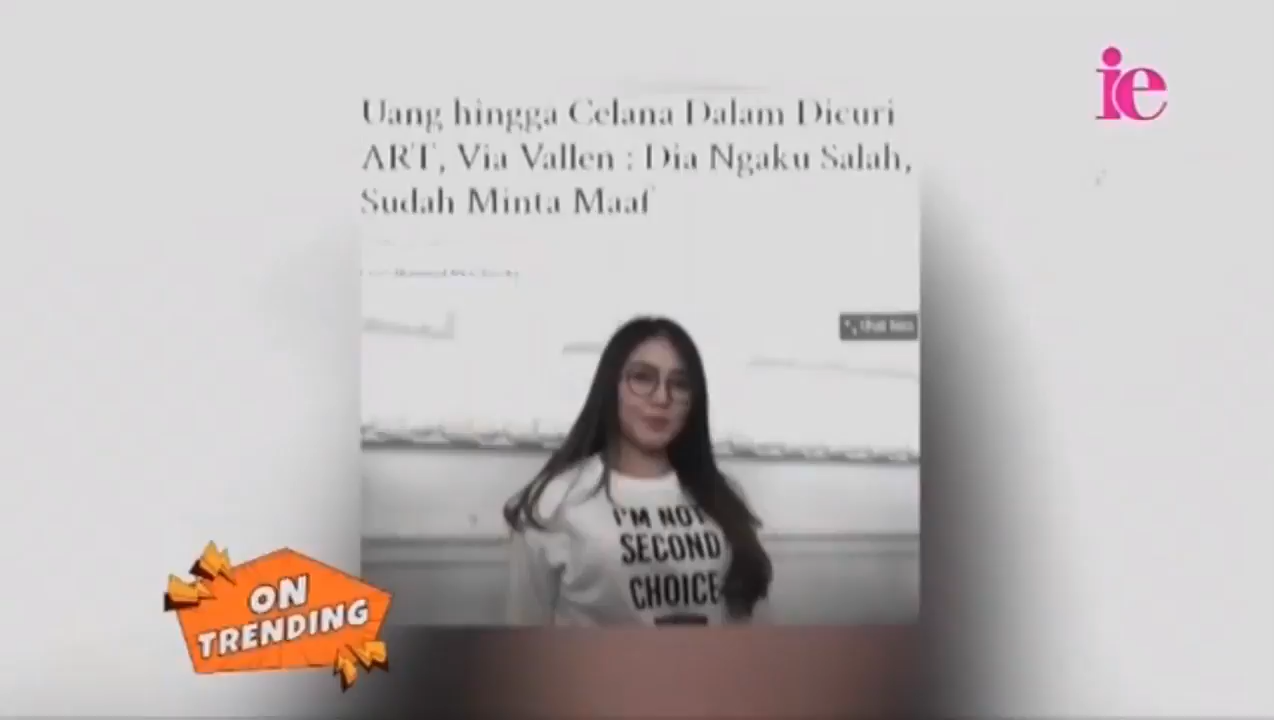 ie
Uang hingga Celana Dalam Dicuri
ART, Via Vallen : Dia Ngaku Salah,
Sudah Minta Maaf
I'M NOT
SECOND
CHOICE
ON
TRENDING